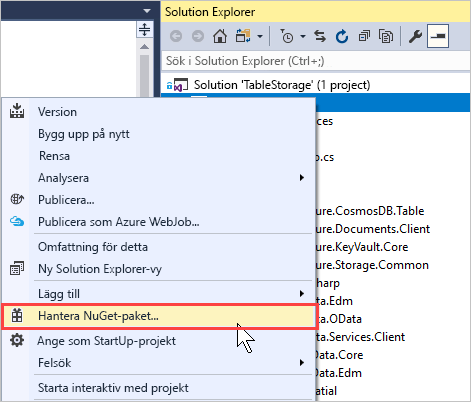 Solution Explorer
Sök i Solution Explorer (Ctrl+;)
Solution 'TableStorage' (1 project)
Version
Bygg upp på nytt
Rensa
Analysera
Publicera...
Publicera som Azure WebJob...
Omfattning för detta
Ny Solution Explorer-vy
Lägg till
Hantera NuGet-paket...
Ange som StartUp-projekt
Felsök
Starta interaktiv med projekt
ces
o.cs
ure.CosmosDB.Table
ure.Documents.Client
ure.KeyVault.Core
ure.Storage.Common
harp
ata.Edm
ata.OData
ata.Services.Client
Data.Core
Data.Edm
patial